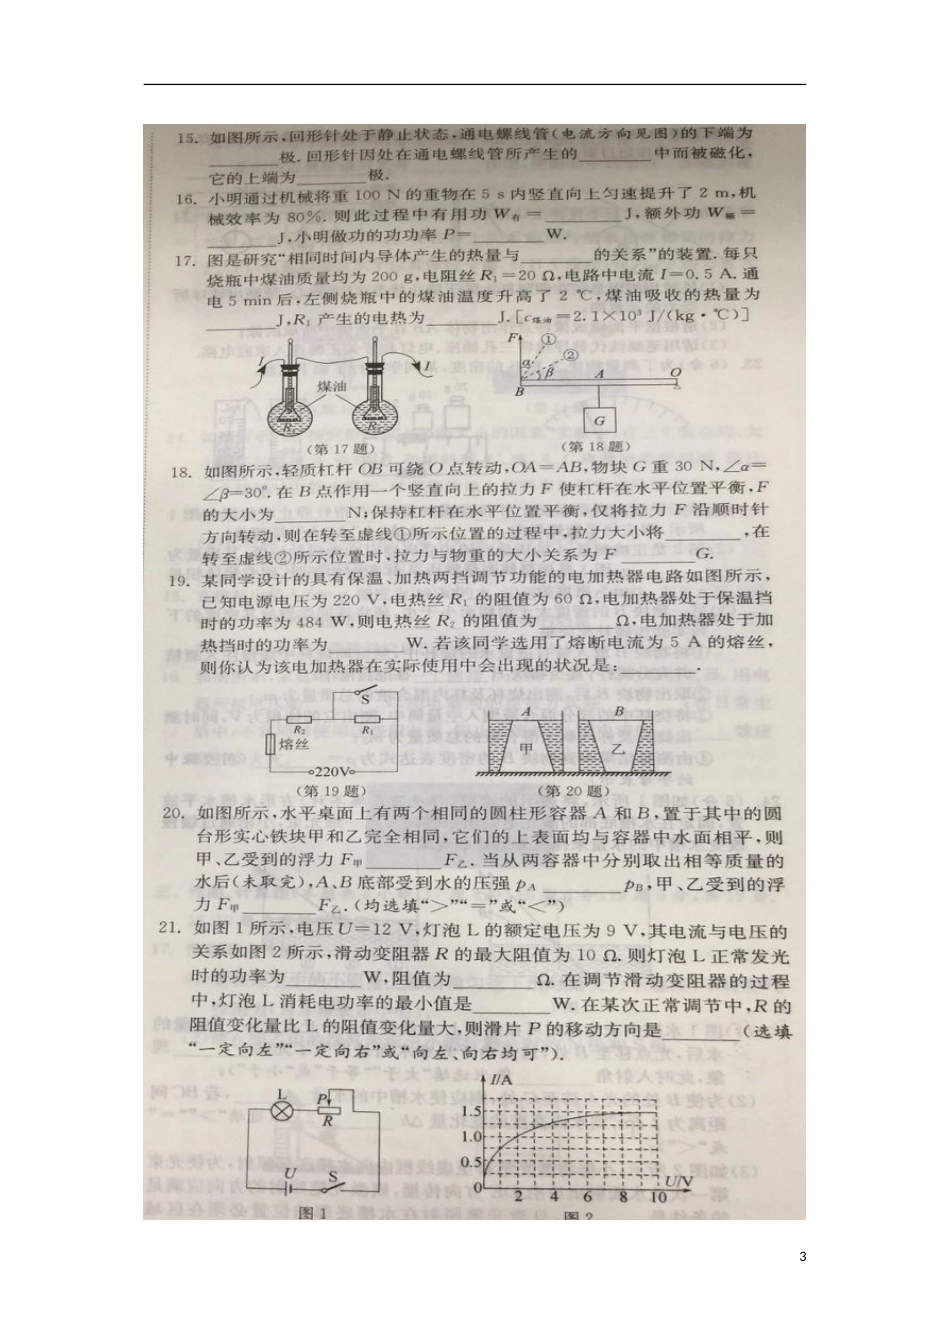 15. 如图所示,回形针处于静止状态,通电螺线管(电流方向见图)的下端为
______极.回形针因处在通电螺线管所产生的______中而被磁化,
它的上端为______极.
16. 小明通过机械将重 100 N 的重物在 5 s 内竖直向上匀速提升了 2 m,机
械效率为 80%.则此过程中有用功 W有=______J,额外功 W额=
______J,小明做功的功功率 P=______W.
17. 图是研究“相同时间内导体产生的热量与______的关系”的装置.每只
烧瓶中煤油质量均为 200 g,电阻丝 R₁=20 Ω,电路中电流 I=0.5 A.通
电 5 min 后,左侧烧瓶中的煤油温度升高了 2 ℃,煤油吸收的热量为
______J,R₁ 产生的电热为______J.[c煤油=2.1×10³ J/(kg·℃)]
I
I
煤油
R₁
R₂
(第 17 题)
F
①
②
α
β
B
A
O
G
(第 18 题)
18. 如图所示,轻质杠杆 OB 可绕 O 点转动,OA=AB,物块 G 重 30 N,∠α=
∠β=30°.在 B 点作用一个竖直向上的拉力 F 使杠杆在水平位置平衡,F
的大小为______N;保持杠杆在水平位置平衡,仅将拉力 F 沿顺时针
方向转动,则在转至虚线①所示位置的过程中,拉力大小将______,在
转至虚线②所示位置时,拉力与物重的大小关系为 F______G.
19. 某同学设计的具有保温、加热两挡调节功能的电加热器电路如图所示,
已知电源电压为 220 V,电热丝 R₁ 的阻值为 60 Ω,电加热器处于保温挡
时的功率为 484 W,则电热丝 R₂ 的阻值为______Ω,电加热器处于加
热挡时的功率为______W.若该同学选用了熔断电流为 5 A 的熔丝,
则你认为该电加热器在实际使用中会出现的状况是:______.
S
R₂
R₁
熔丝
220V
(第 19 题)
A
B
甲
乙
(第 20 题)
20. 如图所示,水平桌面上有两个相同的圆柱形容器 A 和 B,置于其中的圆
台形实心铁块甲和乙完全相同,它们的上表面均与容器中水面相平,则
甲、乙受到的浮力 F甲______F乙.当从两容器中分别取出相等质量的
水后(未取完),A、B 底部受到水的压强 pA______pB,甲、乙受到的浮
力 F甲______F乙.(均选填“>”“=”或“<”)
21. 如图 1 所示,电压 U=12 V,灯泡 L 的额定电压为 9 V,其电流与电压的
关系如图 2 所示,滑动变阻器 R 的最大阻值为 10 Ω.则灯泡 L 正常发光
时的功率为______W,阻值为______Ω.在调节滑动变阻器的过程
中,灯泡 L 消耗电功率的最小值是______W.在某次正常调节中,R 的
阻值变化量比 L 的阻值变化量大,则滑片 P 的移动方向是______(选填
“一定向左”“一定向右”或“向左、向右均可”).
L
P
R
U
S
图 1
I/A
1.5
1.0
0.5
0
2 4 6 8 10
U/V
图 2
3